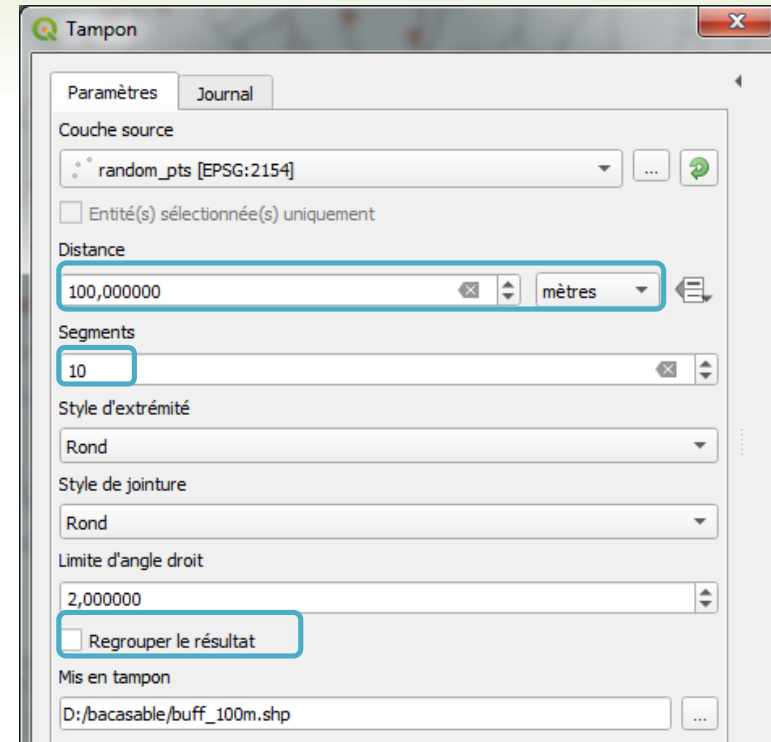 Tampon
Paramètres Journal
Couche source
random_pts [EPSG:2154] ...
Entité(s) sélectionnée(s) uniquement
Distance
100,000000 mètres
Segments
10
Style d'extrémité
Rond
Style de jointure
Rond
Limite d'angle droit
2,000000
Regrouper le résultat
Mis en tampon
D:/bacasable/buff_100m.shp ...